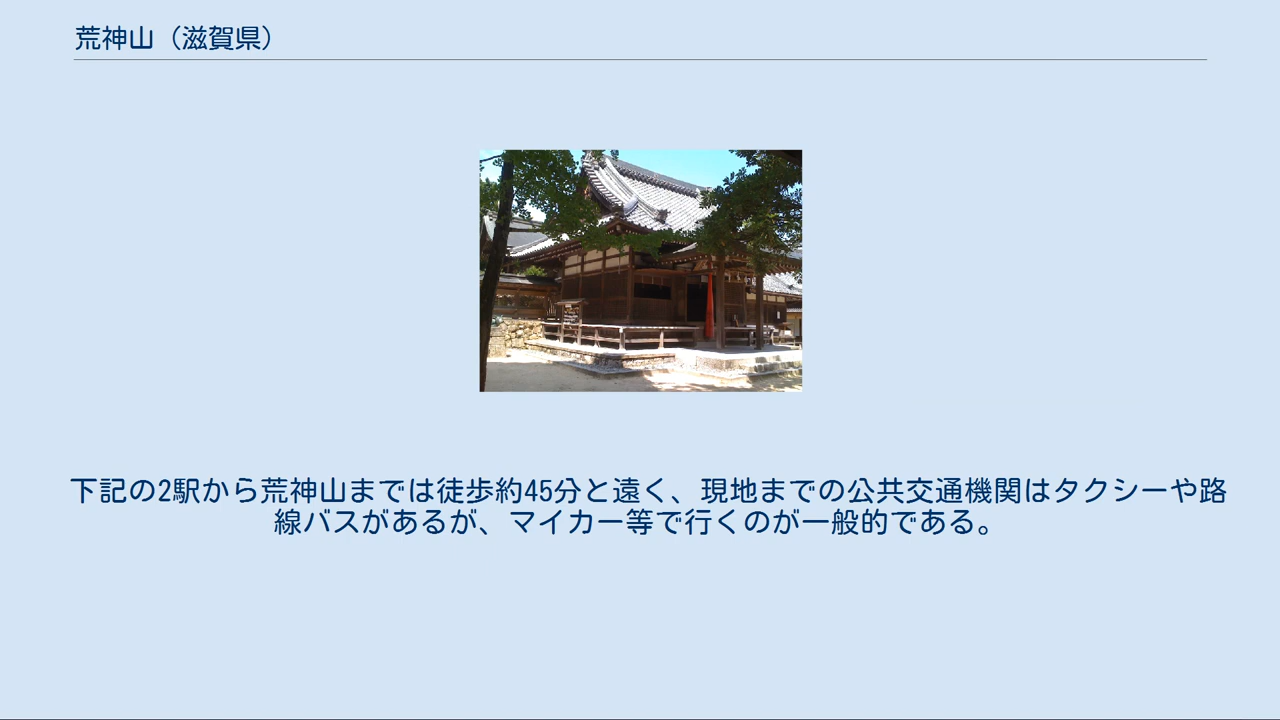 荒神山（滋賀県）
下記の2駅から荒神山までは徒歩約45分と遠く、現地までの公共交通機関はタクシーや路
線バスがあるが、マイカー等で行くのが一般的である。